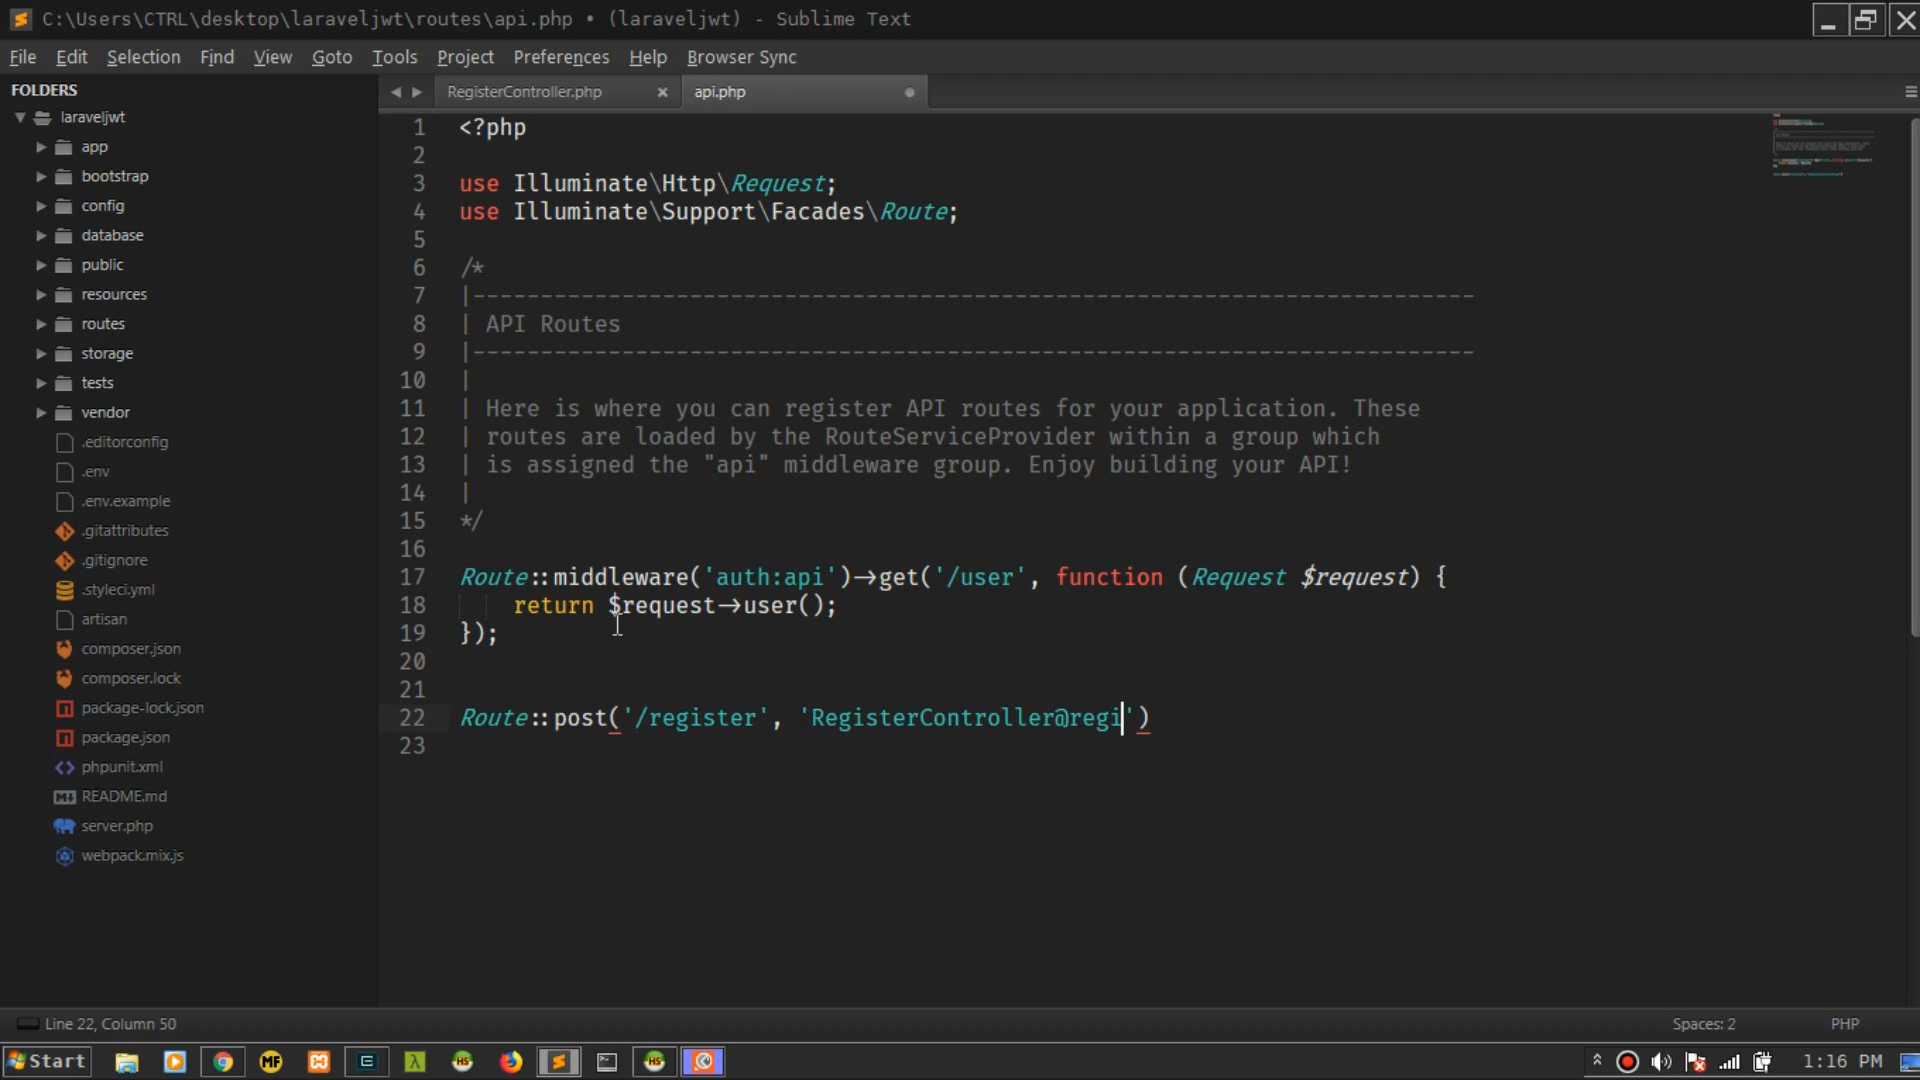 C:\Users\CTRL\desktop\laraveljwt\routes\api.php • (laraveljwt) - Sublime Text
File Edit Selection Find View Goto Tools Project Preferences Help Browser Sync
FOLDERS
laraveljwt
app
bootstrap
config
database
public
resources
routes
storage
tests
vendor
.editorconfig
.env
.env.example
.gitattributes
.gitignore
.styleci.yml
artisan
composer.json
composer.lock
package-lock.json
package.json
phpunit.xml
README.md
server.php
webpack.mix.js
RegisterController.php × api.php
1 <?php
2
3 use Illuminate\Http\Request;
4 use Illuminate\Support\Facades\Route;
5
6 /*
7 |--------------------------------------------------------------------------
8 | API Routes
9 |--------------------------------------------------------------------------
10 |
11 | Here is where you can register API routes for your application. These
12 | routes are loaded by the RouteServiceProvider within a group which
13 | is assigned the "api" middleware group. Enjoy building your API!
14 |
15 */
16
17 Route::middleware('auth:api')->get('/user', function (Request $request) {
18     return $request->user();
19 });
20
21
22 Route::post('/register', 'RegisterController@regi')
23
Line 22, Column 50
Spaces: 2
PHP
Start
1:16 PM